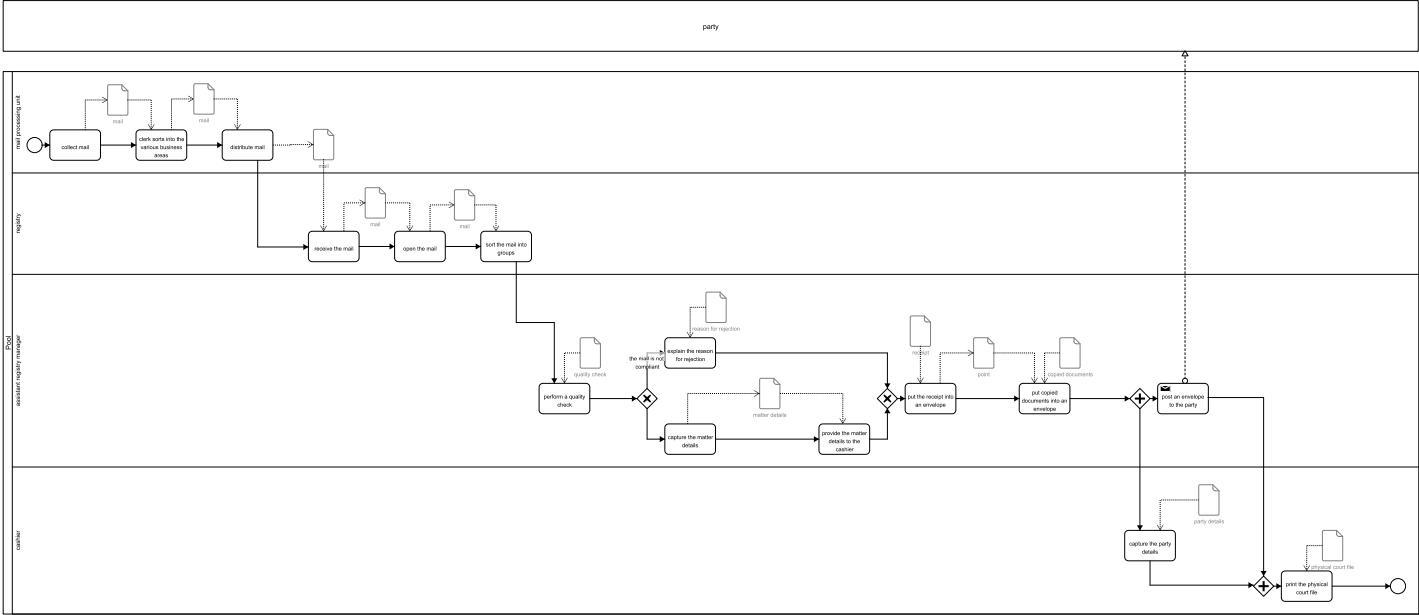 party
Pool
mail processing unit
mail
mail
collect mail
clerk sorta into the
various business
areas
distribute mail
mail
registry
mail
mail
receive the mail
open the mail
sort the mail into
groups
assistant registry manager
reason for rejection
the mail is not
compliant
explain the reason
for rejection
quality check
receipt
point
copied documents
perform a quality
check
matter details
put the receipt into
an envelope
put copied
documents into an
envelope
post an envelope
to the party
capture the matter
details
provide the matter
details to the
cashier
cashier
party details
capture the party
details
physical court file
print the physical
court file